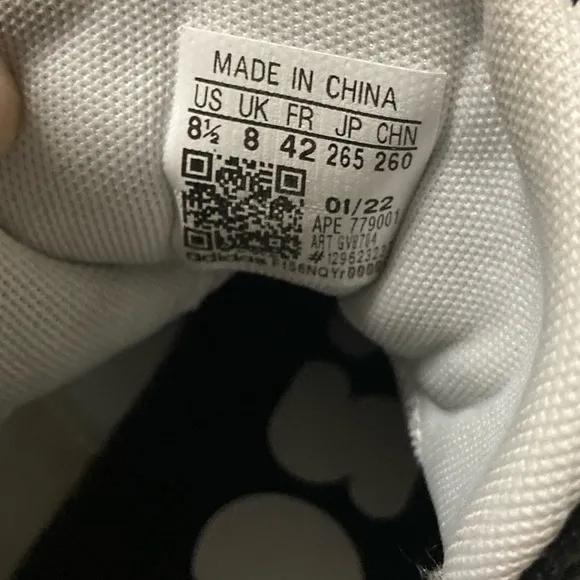 MADE IN CHINA
US UK FR JP CHN
8½ 8 42 265 260
01/22
APE 779001
ART GV8764
adidas